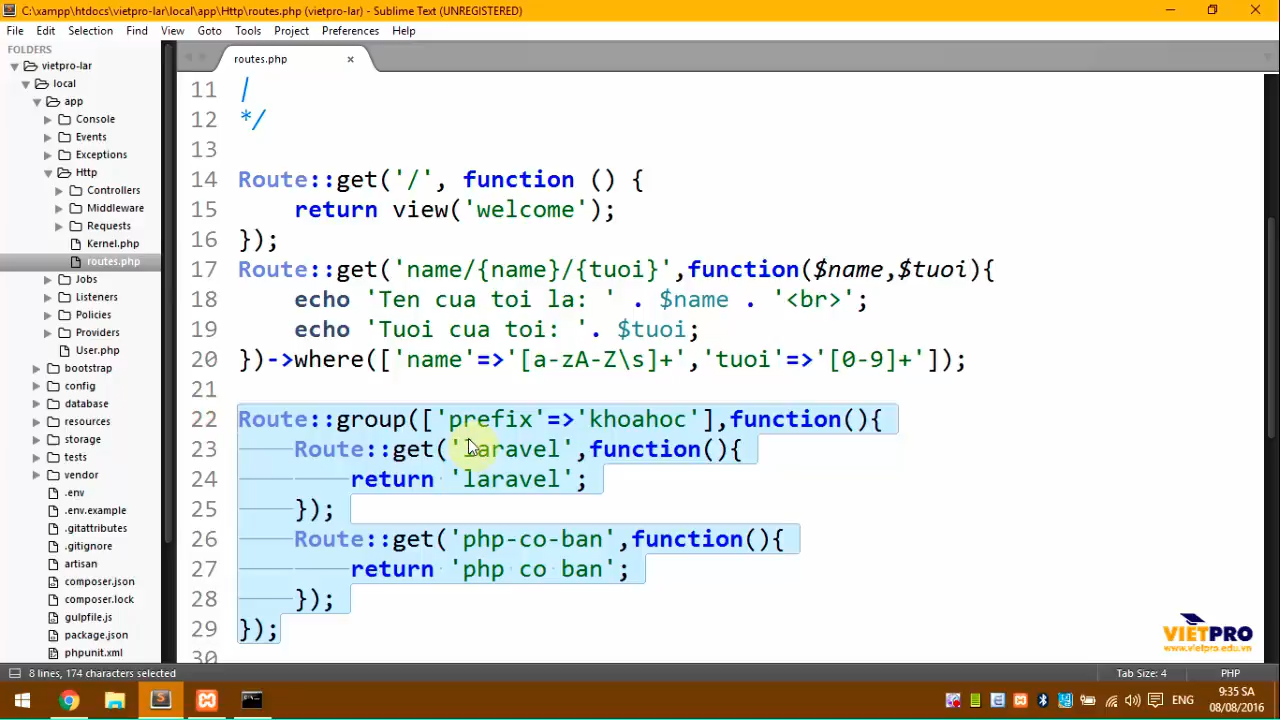 C:\xampp\htdocs\vietpro-lar\local\app\Http\routes.php (vietpro-lar) - Sublime Text (UNREGISTERED)
File Edit Selection Find View Goto Tools Project Preferences Help
FOLDERS
vietpro-lar
local
app
Console
Events
Exceptions
Http
Controllers
Middleware
Requests
Kernel.php
routes.php
Jobs
Listeners
Policies
Providers
User.php
bootstrap
config
database
resources
storage
tests
vendor
.env
.env.example
.gitattributes
.gitignore
artisan
composer.json
composer.lock
gulpfile.js
package.json
phpunit.xml
routes.php
11 |
12 */
13
14 Route::get('/', function () {
15     return view('welcome');
16 });
17 Route::get('name/{name}/{tuoi}',function($name,$tuoi){
18     echo 'Ten cua toi la: ' . $name . '<br>';
19     echo 'Tuoi cua toi: '. $tuoi;
20 })->where(['name'=>'[a-zA-Z\s]+','tuoi'=>'[0-9]+']);
21
22 Route::group(['prefix'=>'khoahoc'],function(){
23     Route::get('laravel',function(){
24         return 'laravel';
25     });
26     Route::get('php-co-ban',function(){
27         return 'php co ban';
28     });
29 });
30
VIETPRO
www.vietpro.edu.vn
8 lines, 174 characters selected Tab Size: 4 PHP
ENG
9:35 SA
08/08/2016